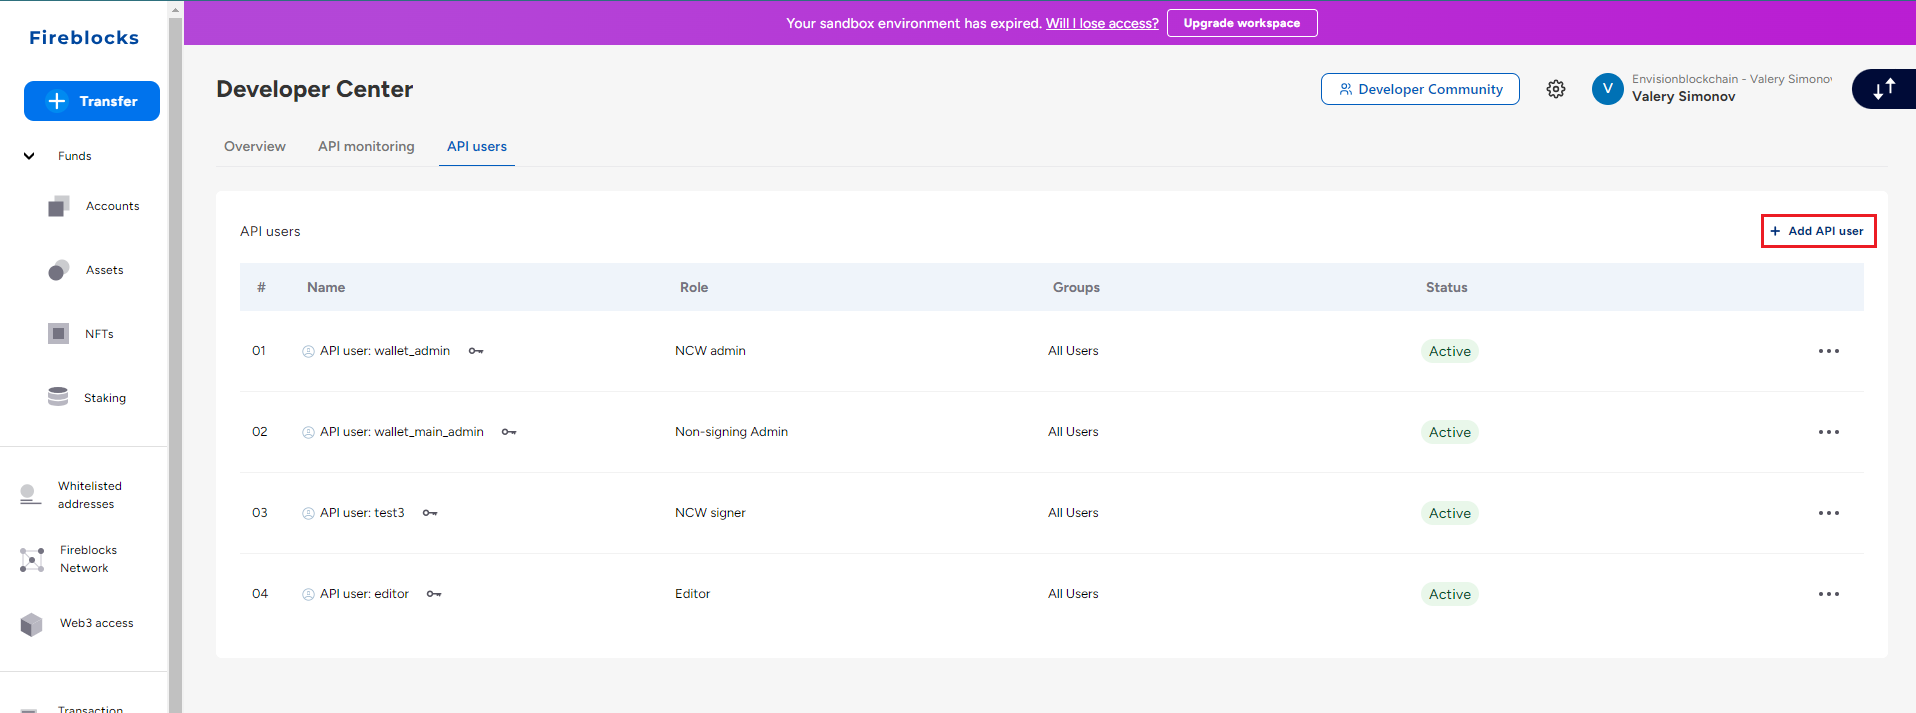 Your sandbox environment has expired. Will I lose access? Upgrade workspace
Fireblocks
Transfer
Funds
Accounts
Assets
NFTs
Staking
Whitelisted
addresses
Fireblocks
Network
Web3 access
Transaction
Developer Center
Developer Community
V
Envisionblockchain - Valery Simonov
Valery Simonov
Overview API monitoring API users
API users
+ Add API user
# Name Role Groups Status
01 API user: wallet_admin NCW admin All Users Active
02 API user: wallet_main_admin Non-signing Admin All Users Active
03 API user: test3 NCW signer All Users Active
04 API user: editor Editor All Users Active